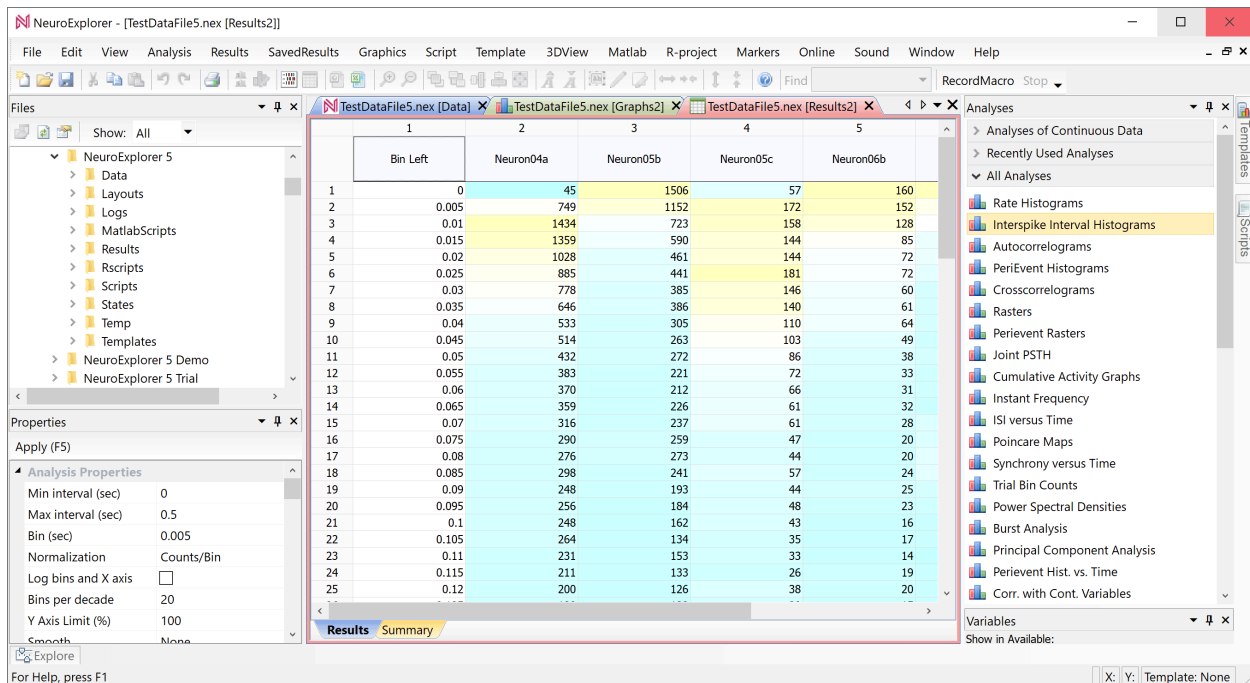 NeuroExplorer - [TestDataFile5.nex [Results2]]
File Edit View Analysis Results SavedResults Graphics Script Template 3DView Matlab R-project Markers Online Sound Window Help
Find RecordMacro Stop
Files
Show: All
NeuroExplorer 5
Data
Layouts
Logs
MatlabScripts
Results
Rscripts
Scripts
States
Temp
Templates
NeuroExplorer 5 Demo
NeuroExplorer 5 Trial
Properties
Apply (F5)
Analysis Properties
Min interval (sec) 0
Max interval (sec) 0.5
Bin (sec) 0.005
Normalization Counts/Bin
Log bins and X axis
Bins per decade 20
Y Axis Limit (%) 100
Smooth None
Explore
TestDataFile5.nex [Data] TestDataFile5.nex [Graphs2] TestDataFile5.nex [Results2]
1 2 3 4 5
Bin Left Neuron04a Neuron05b Neuron05c Neuron06b
1 0 45 1506 57 160
2 0.005 749 1152 172 152
3 0.01 1434 723 158 128
4 0.015 1359 590 144 85
5 0.02 1028 461 144 72
6 0.025 885 441 181 72
7 0.03 778 385 146 60
8 0.035 646 386 140 61
9 0.04 533 305 110 64
10 0.045 514 263 103 49
11 0.05 432 272 86 38
12 0.055 383 221 72 33
13 0.06 370 212 66 31
14 0.065 359 226 61 32
15 0.07 316 237 61 28
16 0.075 290 259 47 20
17 0.08 276 273 44 20
18 0.085 298 241 57 24
19 0.09 248 193 44 25
20 0.095 256 184 48 23
21 0.1 248 162 43 16
22 0.105 264 134 35 17
23 0.11 231 153 33 14
24 0.115 211 133 26 19
25 0.12 200 126 38 20
Results Summary
Analyses
Analyses of Continuous Data
Recently Used Analyses
All Analyses
Rate Histograms
Interspike Interval Histograms
Autocorrelograms
PeriEvent Histograms
Crosscorrelograms
Rasters
Perievent Rasters
Joint PSTH
Cumulative Activity Graphs
Instant Frequency
ISI versus Time
Poincare Maps
Synchrony versus Time
Trial Bin Counts
Power Spectral Densities
Burst Analysis
Principal Component Analysis
Perievent Hist. vs. Time
Corr. with Cont. Variables
Variables
Show in Available:
Templates
Scripts
For Help, press F1
X: Y: Template: None